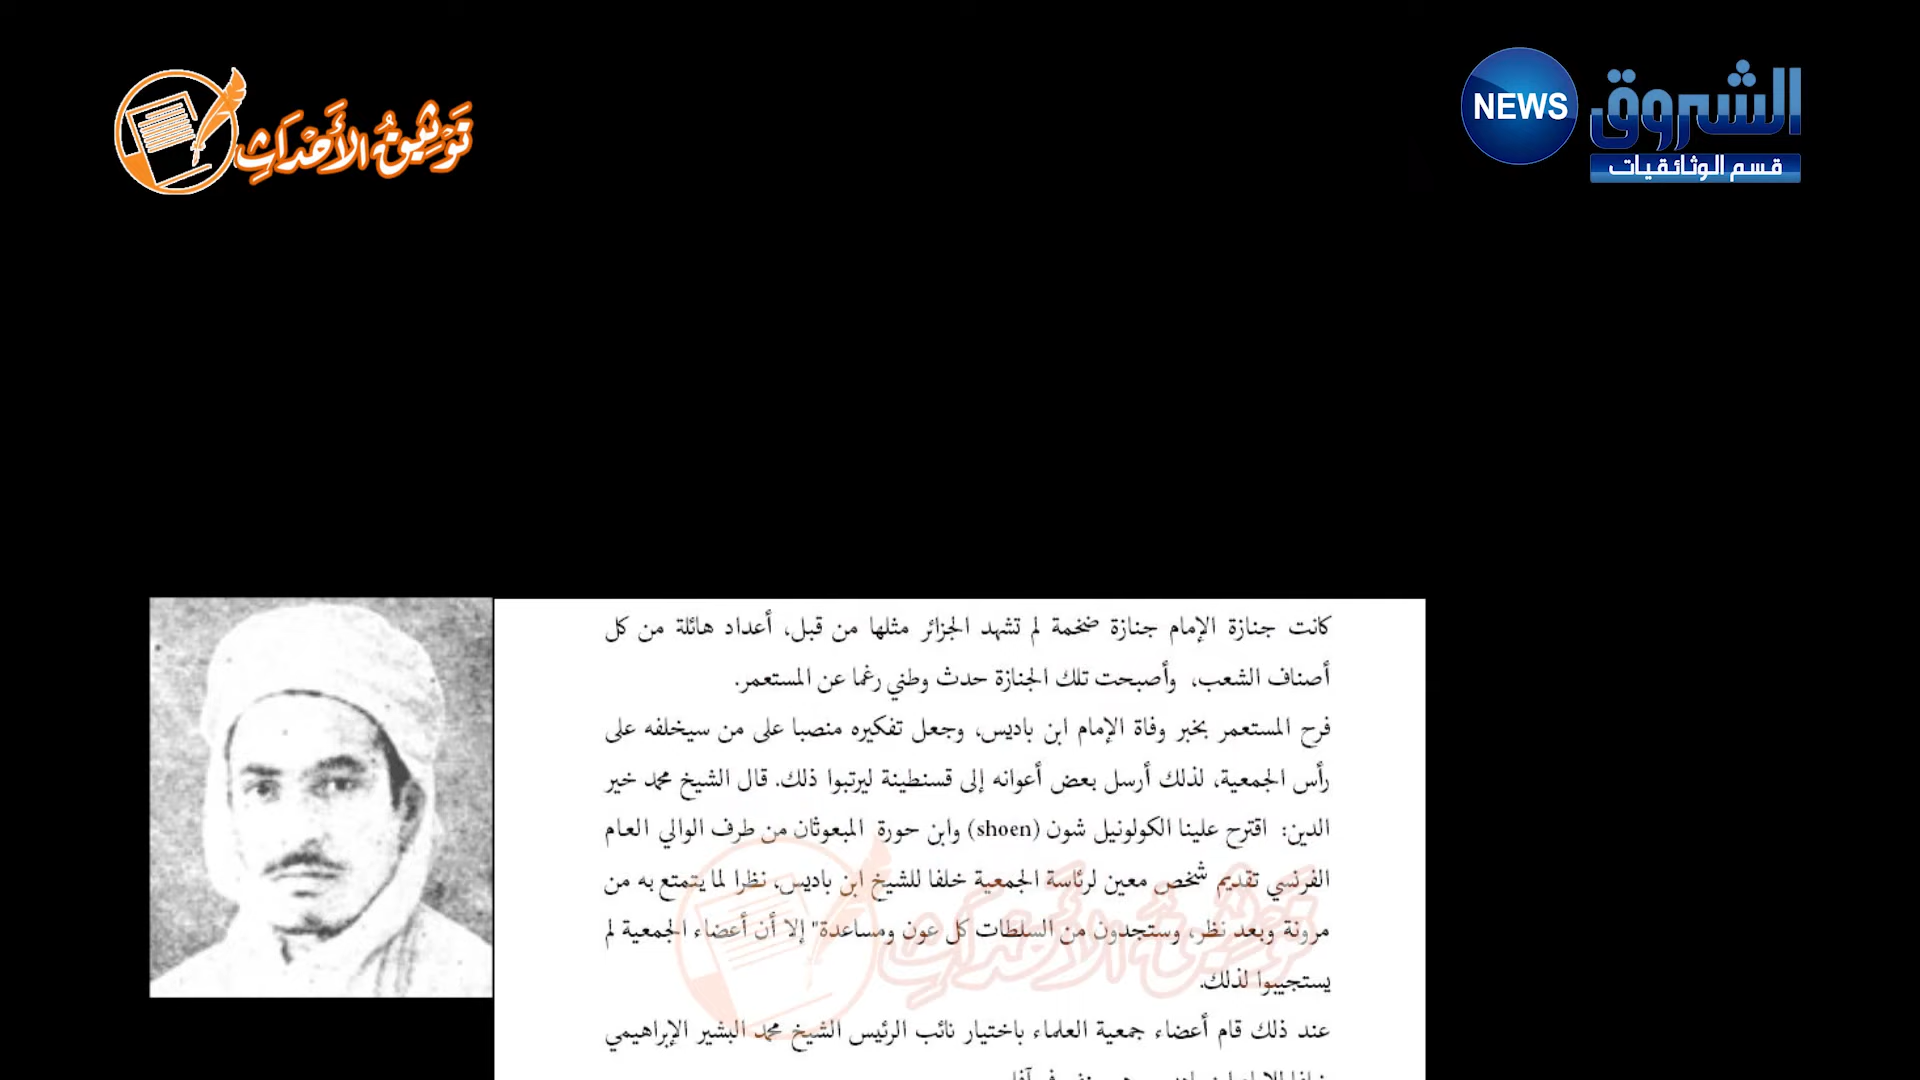 تَوْثِيقُ الأَحْدَاثِ
NEWS
الشروق
قسم الوثائقيات
كانت جنازة الإمام جنازة ضخمة لم تشهد الجزائر مثلها من قبل، أعداد هائلة من كل
أصناف الشعب، وأصبحت تلك الجنازة حدث وطني رغما عن المستعمر.
فرح المستعمر بخبر وفاة الإمام ابن باديس، وجعل تفكيره منصبا على من سيخلفه على
رأس الجمعية، لذلك أرسل بعض أعوانه إلى قسنطينة ليرتبوا ذلك. قال الشيخ محمد خير
الدين: اقترح علينا الكولونيل شون (shoen) وابن حورة المبعوثان من طرف الوالي العام
الفرنسي تقديم شخص معين لرئاسة الجمعية خلفا للشيخ ابن باديس، نظرا لما يتمتع به من
مرونة وبعد نظر، وستجدون من السلطات كل عون ومساعدة" إلا أن أعضاء الجمعية لم
يستجيبوا لذلك.
تَوْثِيقُ الأَحْدَاثِ
عند ذلك قام أعضاء جمعية العلماء باختيار نائب الرئيس الشيخ محمد البشير الإبراهيمي